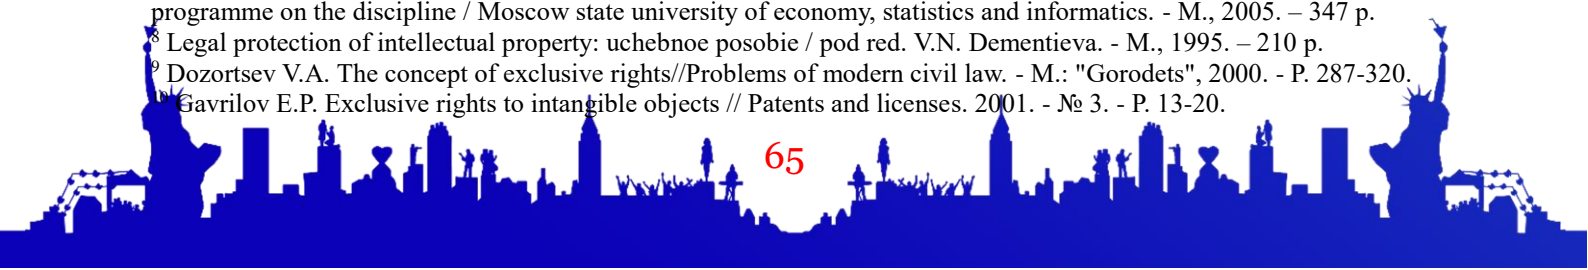 programme on the discipline / Moscow state university of economy, statistics and informatics. - M., 2005. – 347 p.
8 Legal protection of intellectual property: uchebnoe posobie / pod red. V.N. Dementieva. - M., 1995. – 210 p.
9 Dozortsev V.A. The concept of exclusive rights//Problems of modern civil law. - M.: "Gorodets", 2000. - P. 287-320.
Gavrilov E.P. Exclusive rights to intangible objects // Patents and licenses. 2001. - № 3. - P. 13-20.
65